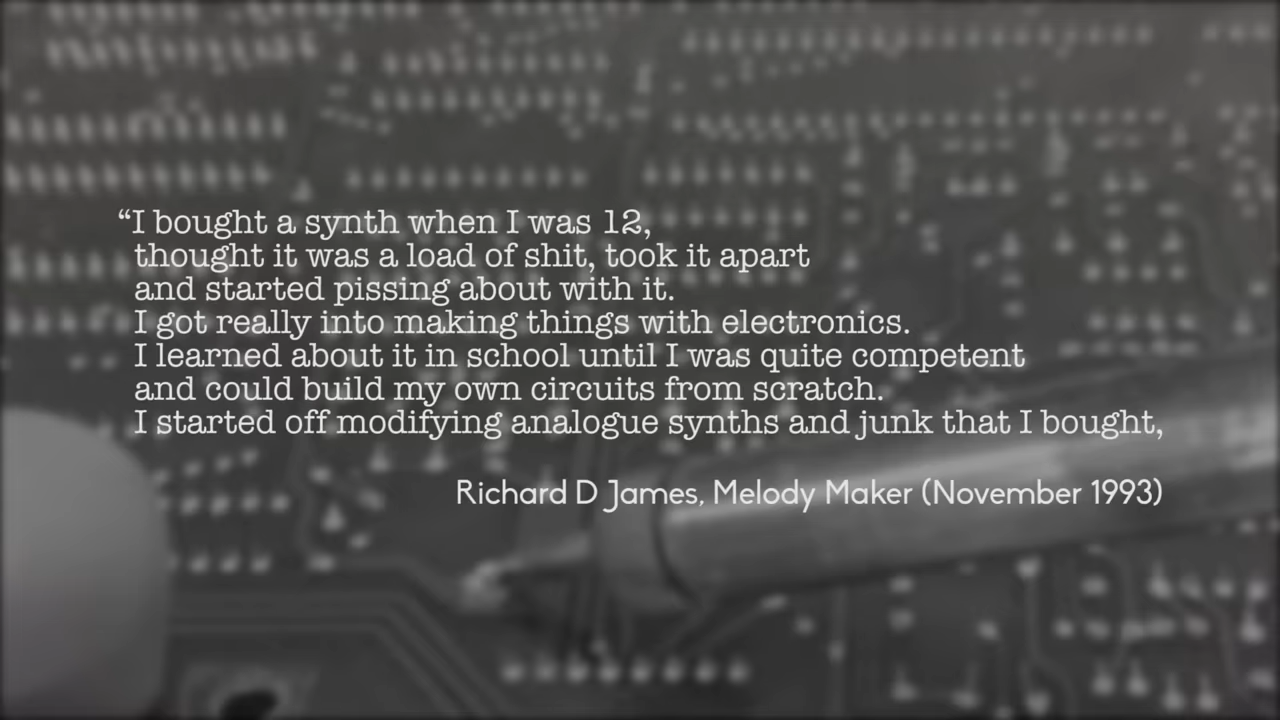 “I bought a synth when I was 12,
thought it was a load of shit, took it apart
and started pissing about with it.
I got really into making things with electronics.
I learned about it in school until I was quite competent
and could build my own circuits from scratch.
I started off modifying analogue synths and junk that I bought,
Richard D James, Melody Maker (November 1993)